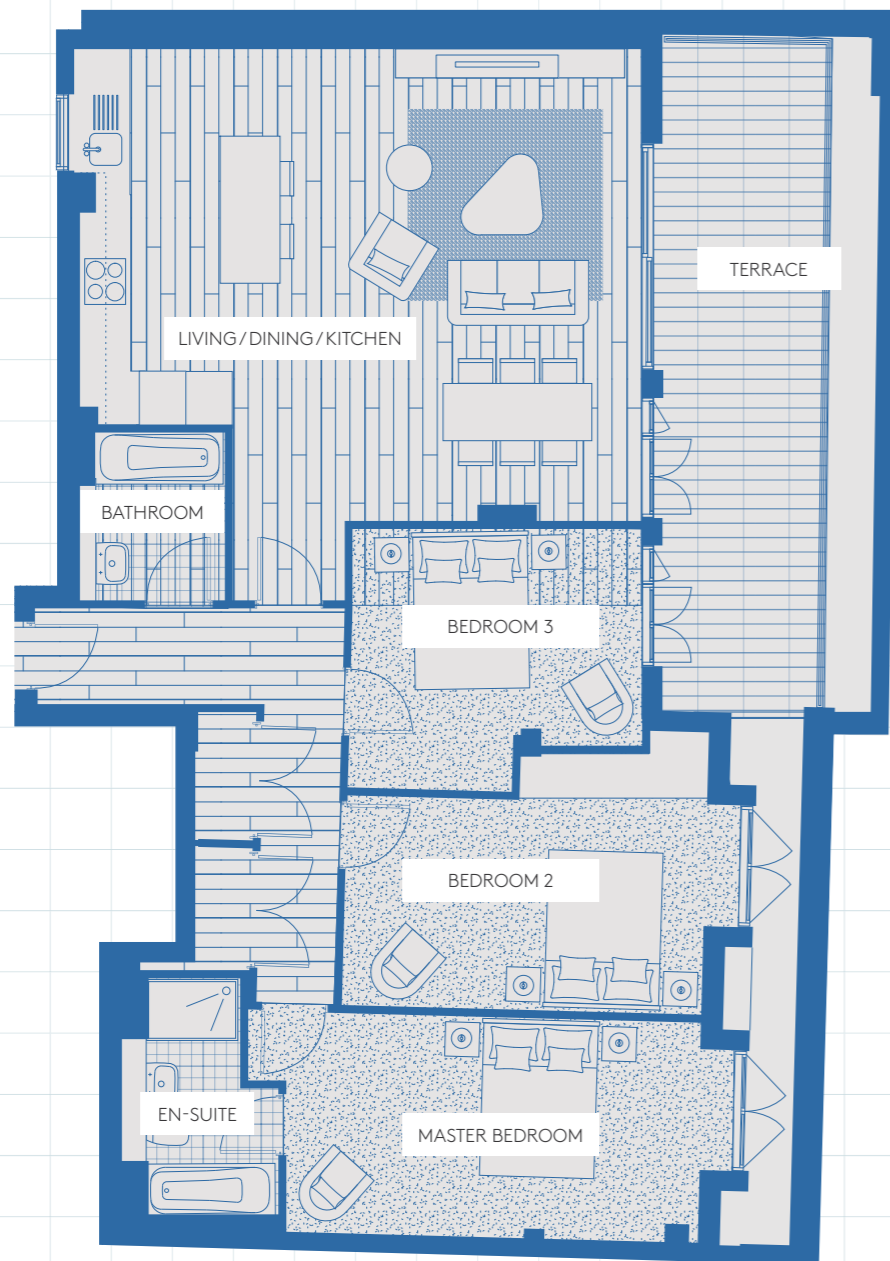 TERRACE
LIVING/DINING/KITCHEN
BATHROOM
BEDROOM 3
BEDROOM 2
EN-SUITE
MASTER BEDROOM